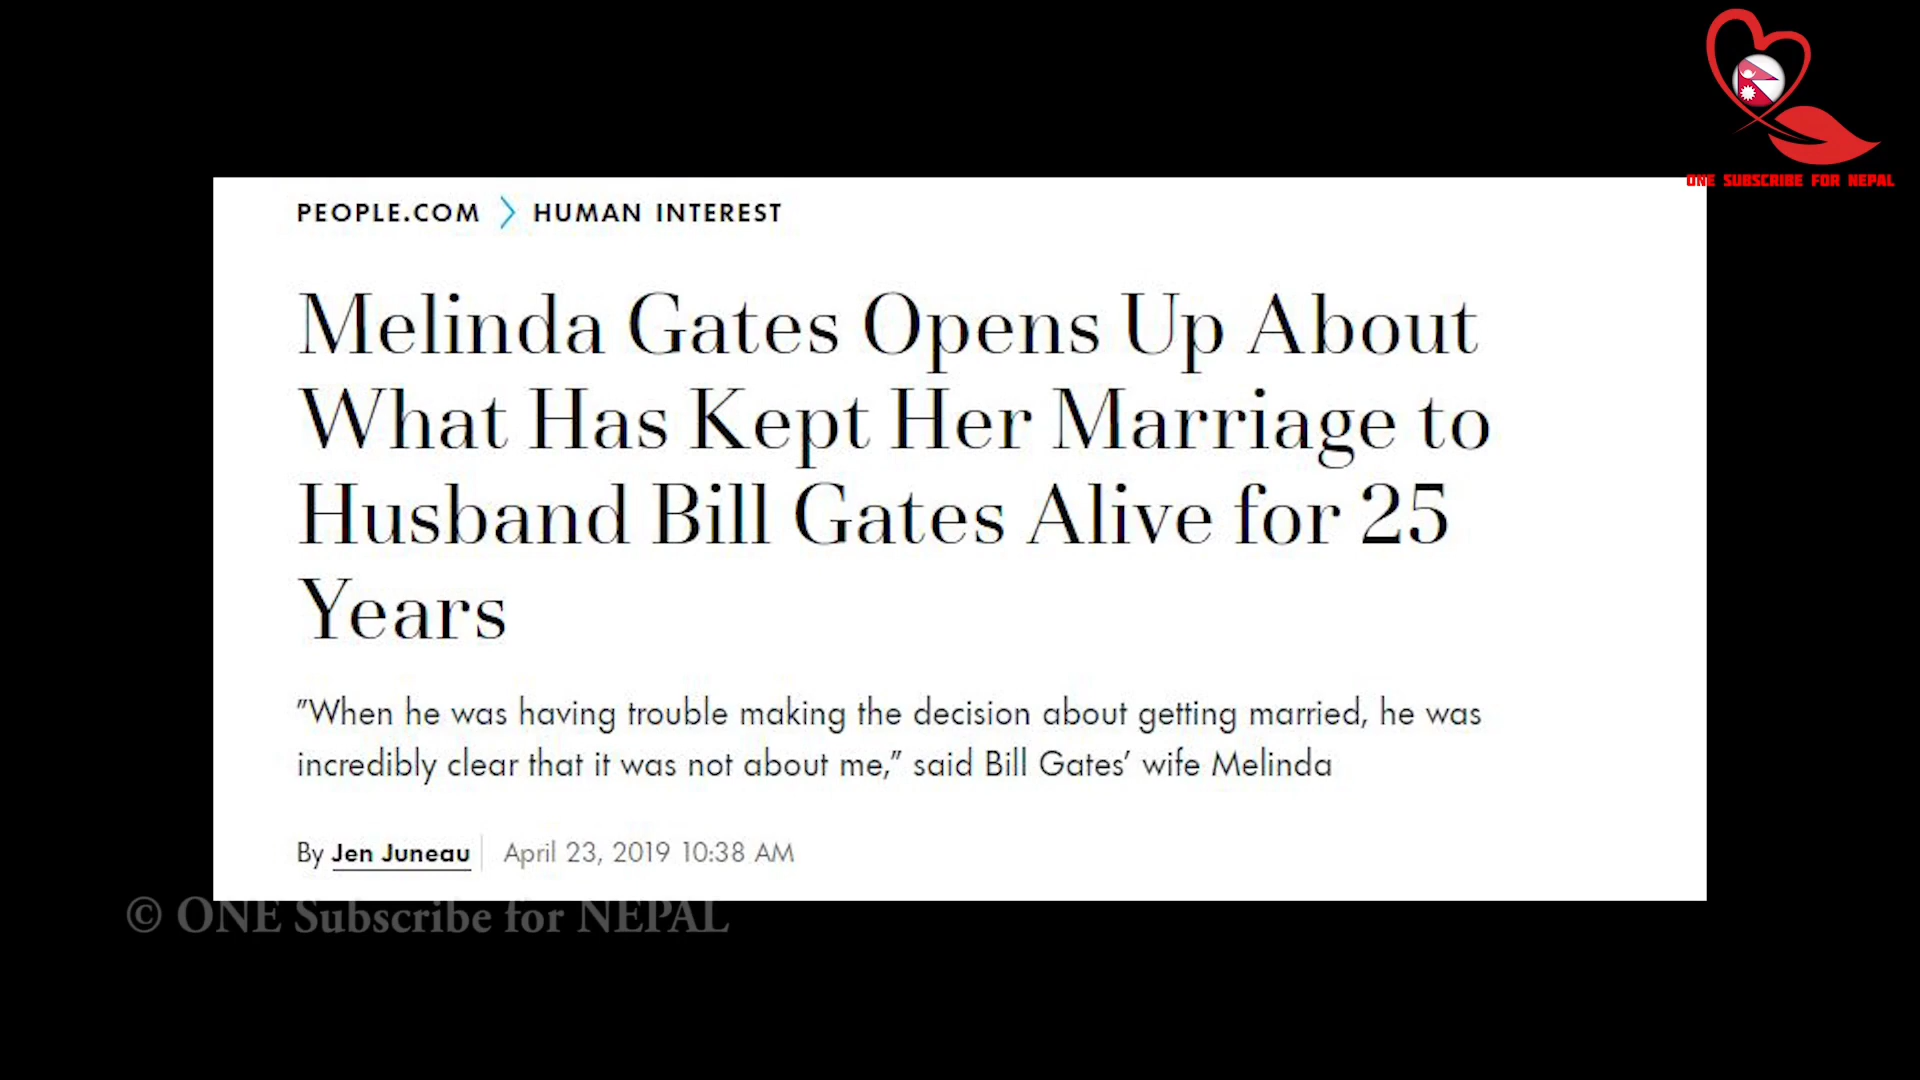 ONE SUBSCRIBE FOR NEPAL
PEOPLE.COM > HUMAN INTEREST
Melinda Gates Opens Up About
What Has Kept Her Marriage to
Husband Bill Gates Alive for 25
Years
"When he was having trouble making the decision about getting married, he was
incredibly clear that it was not about me," said Bill Gates' wife Melinda
By Jen Juneau | April 23, 2019 10:38 AM
© ONE Subscribe for NEPAL